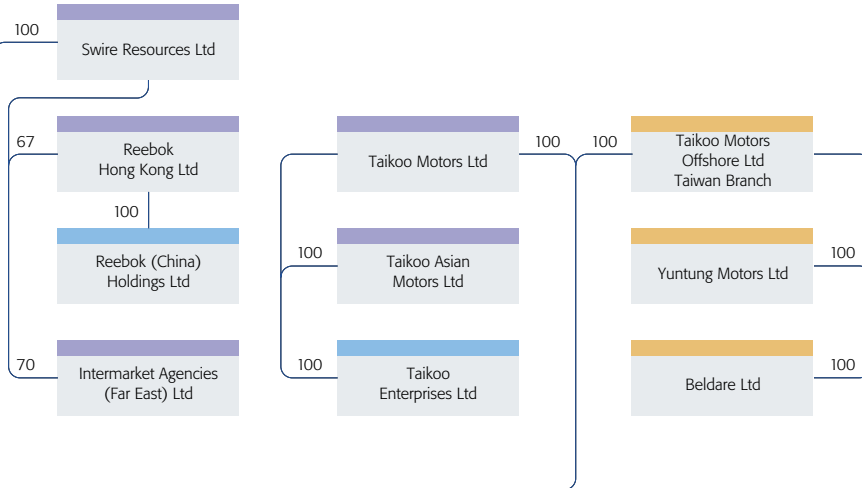 100
Swire Resources Ltd
67
Reebok
Hong Kong Ltd
100
Reebok (China)
Holdings Ltd
70
Intermarket Agencies
(Far East) Ltd
Taikoo Motors Ltd
100
100
Taikoo Asian
Motors Ltd
100
Taikoo
Enterprises Ltd
100
Taikoo Motors
Offshore Ltd
Taiwan Branch
Yuntung Motors Ltd
100
Beldare Ltd
100